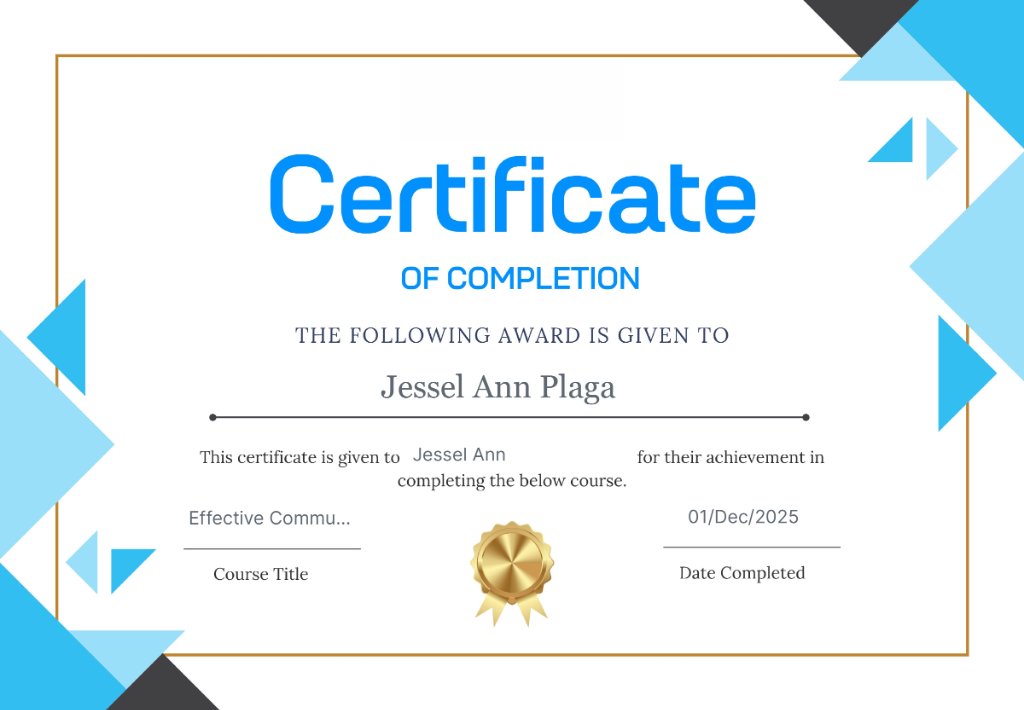 Certificate
OF COMPLETION
THE FOLLOWING AWARD IS GIVEN TO
Jessel Ann Plaga
This certificate is given to Jessel Ann for their achievement in
completing the below course.
Effective Commu... 01/Dec/2025
Course Title Date Completed